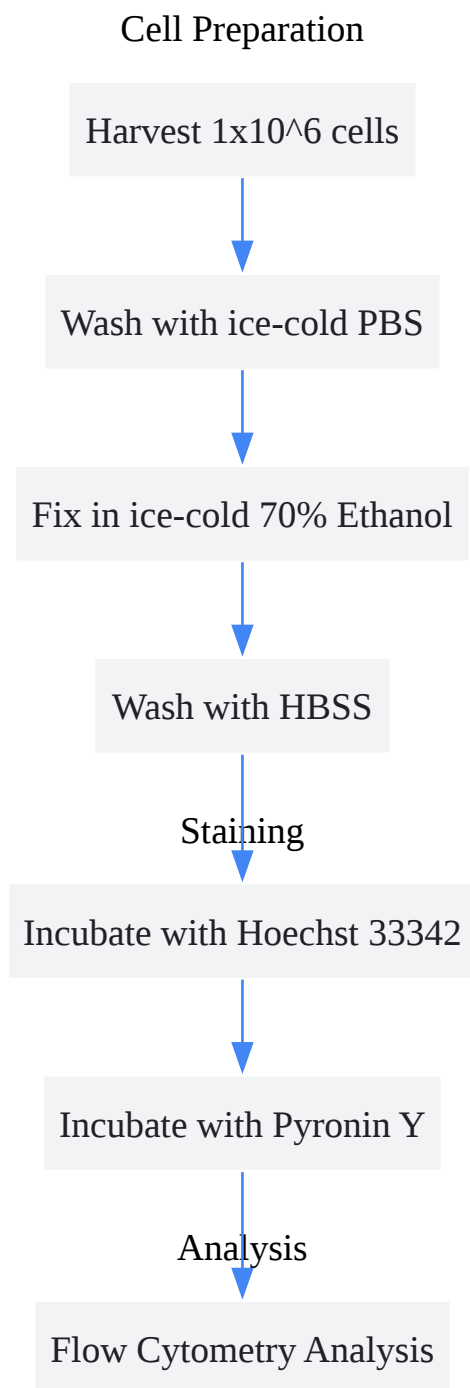 Cell Preparation
Harvest 1x10^6 cells
Wash with ice-cold PBS
Fix in ice-cold 70% Ethanol
Wash with HBSS
Staining
Incubate with Hoechst 33342
Incubate with Pyronin Y
Analysis
Flow Cytometry Analysis